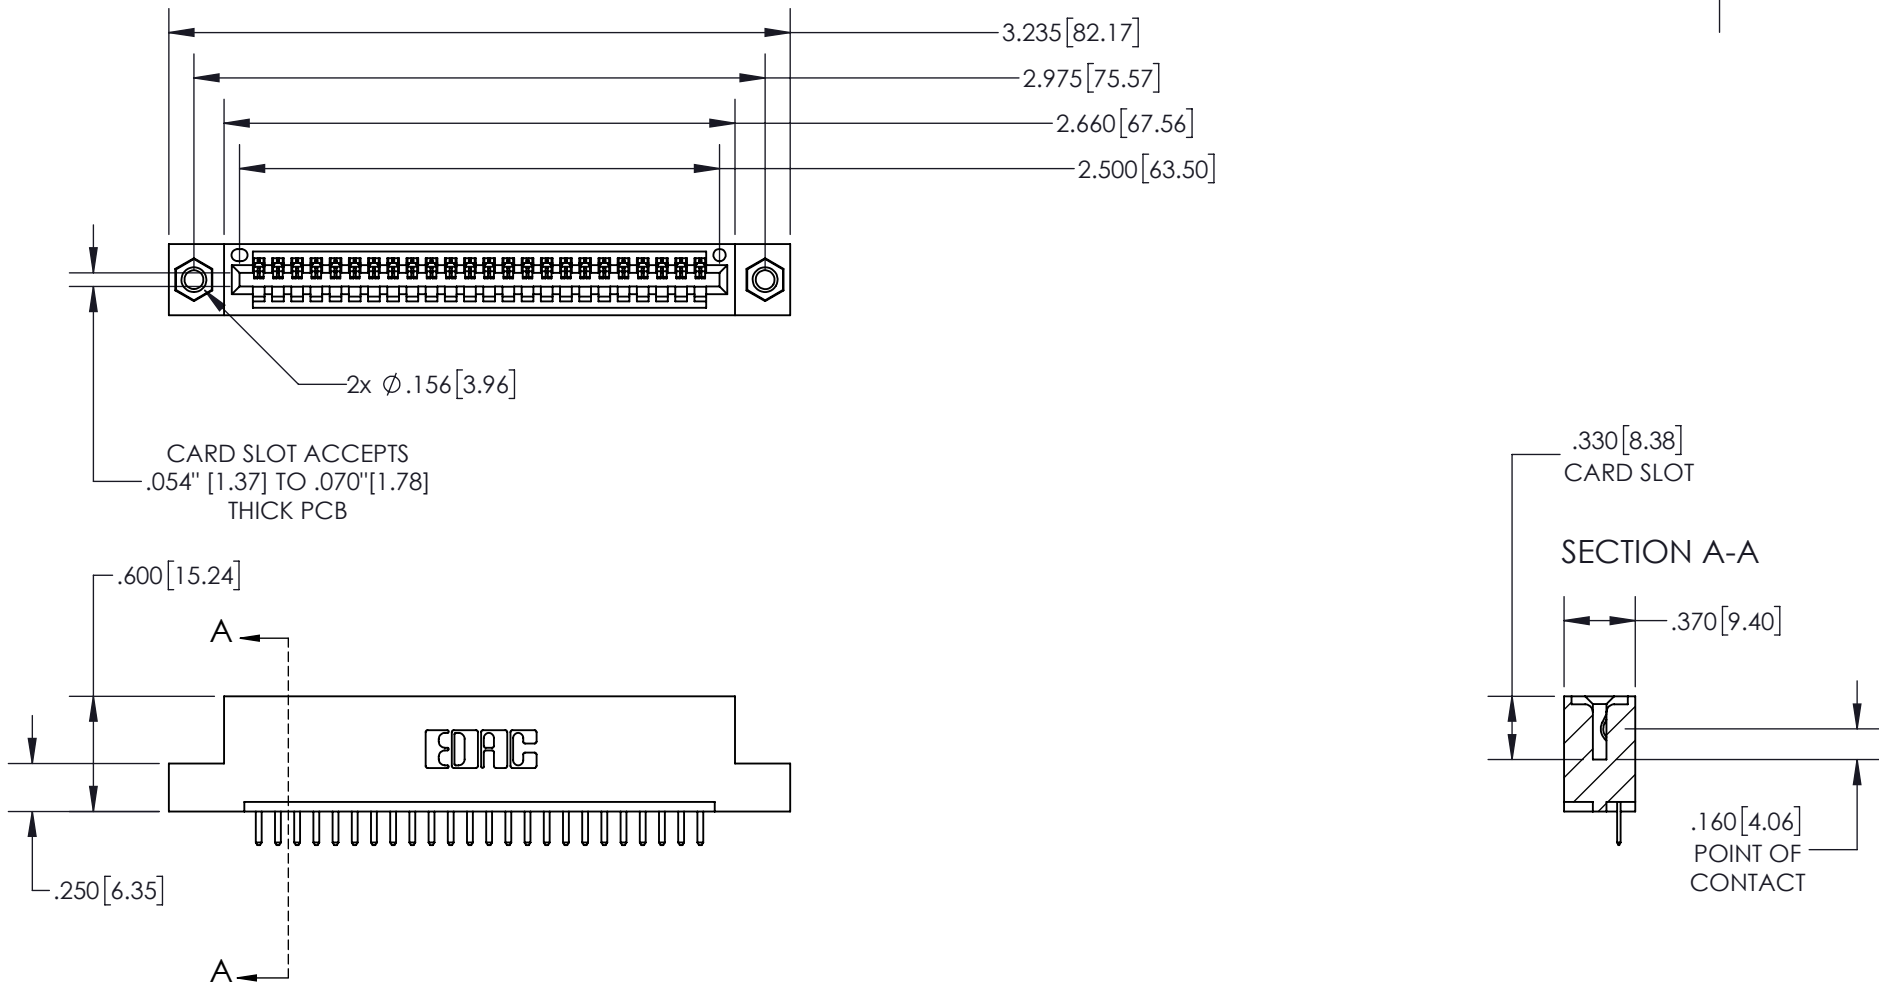 3.235[82.17]
2.975[75.57]
2.660[67.56]
2.500[63.50]
2x Ø.156[3.96]
CARD SLOT ACCEPTS
.054" [1.37] TO .070"[1.78]
THICK PCB
.330[8.38]
CARD SLOT
SECTION A-A
.600[15.24]
.370[9.40]
A
EDAC
.160[4.06]
POINT OF
CONTACT
.250[6.35]
A